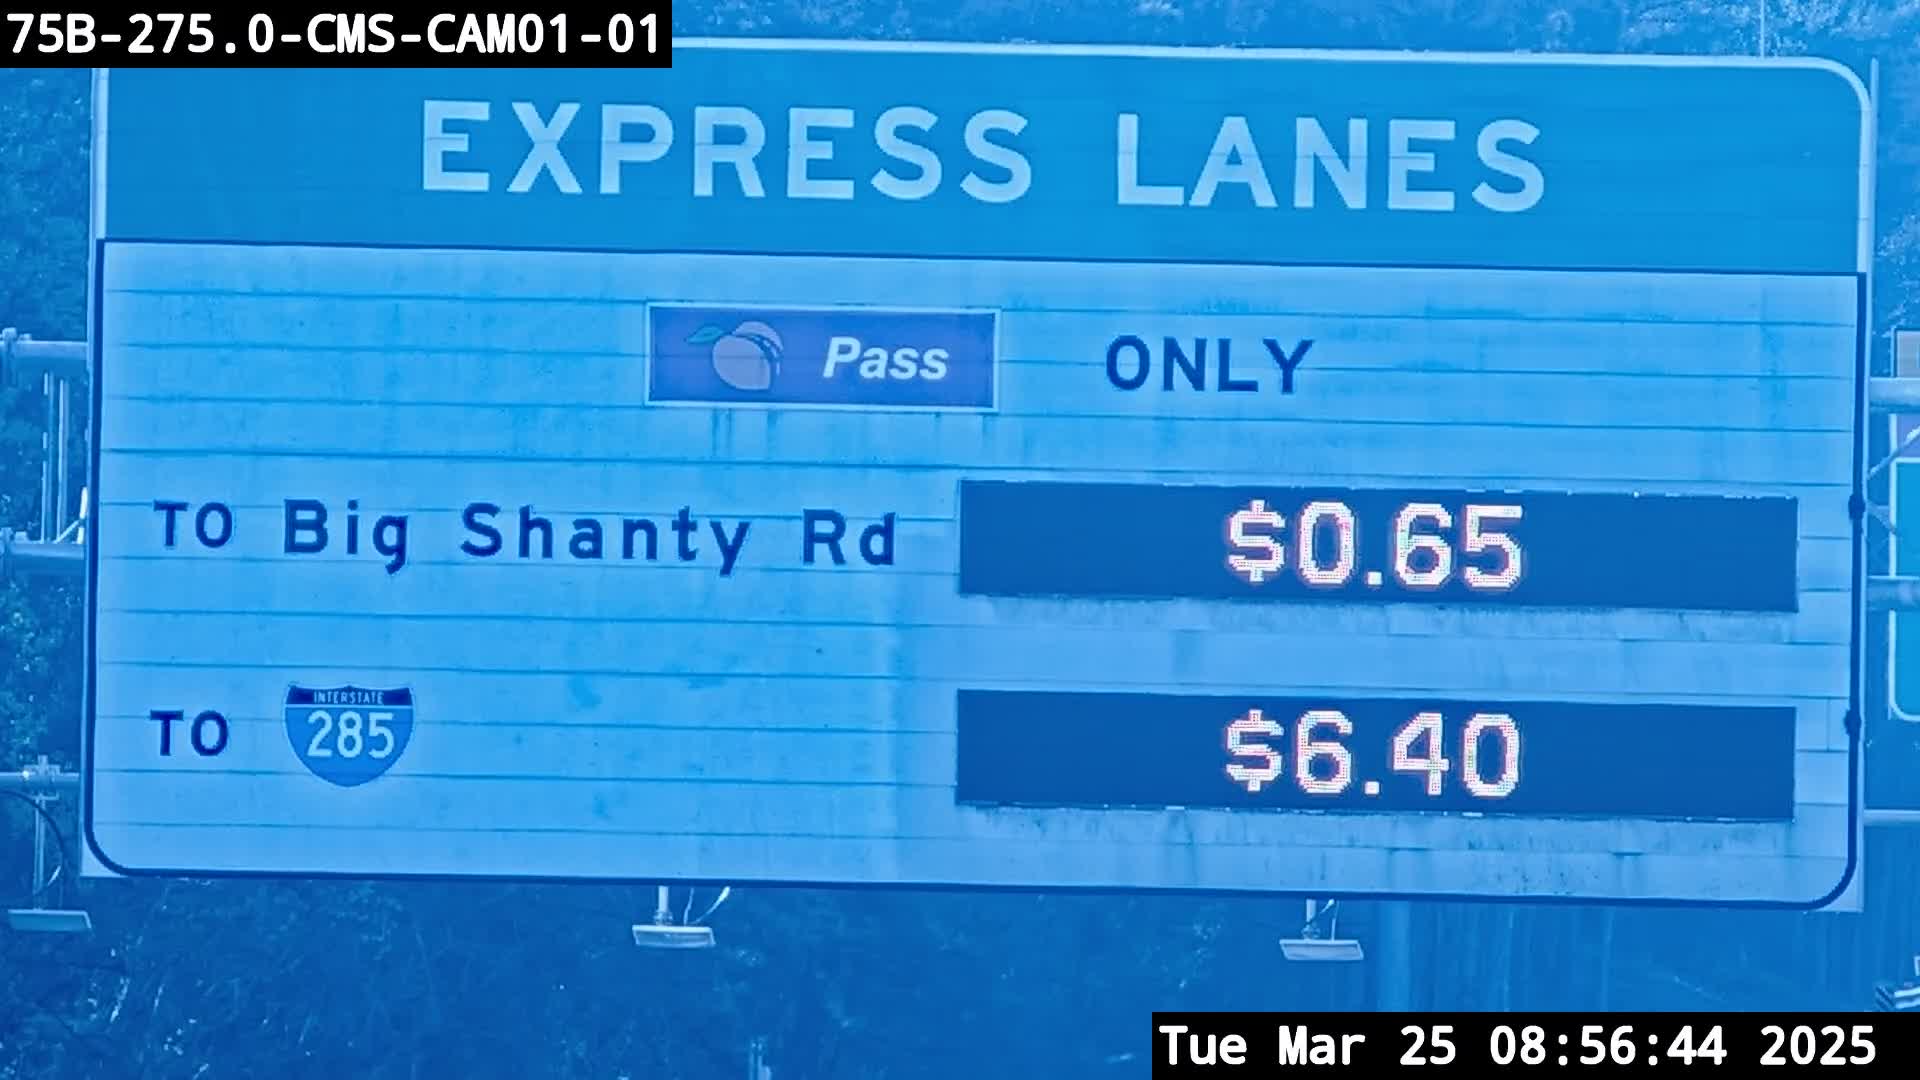 75B-275.0-CMS-CAM01-01
EXPRESS LANES
Pass ONLY
TO Big Shanty Rd $0.65
TO INTERSTATE 285 $6.40
Tue Mar 25 08:56:44 2025